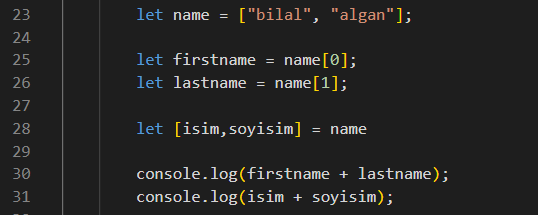 23 let name = ["bilal", "algan"];
24
25 let firstname = name[0];
26 let lastname = name[1];
27
28 let [isim,soyisim] = name
29
30 console.log(firstname + lastname);
31 console.log(isim + soyisim);